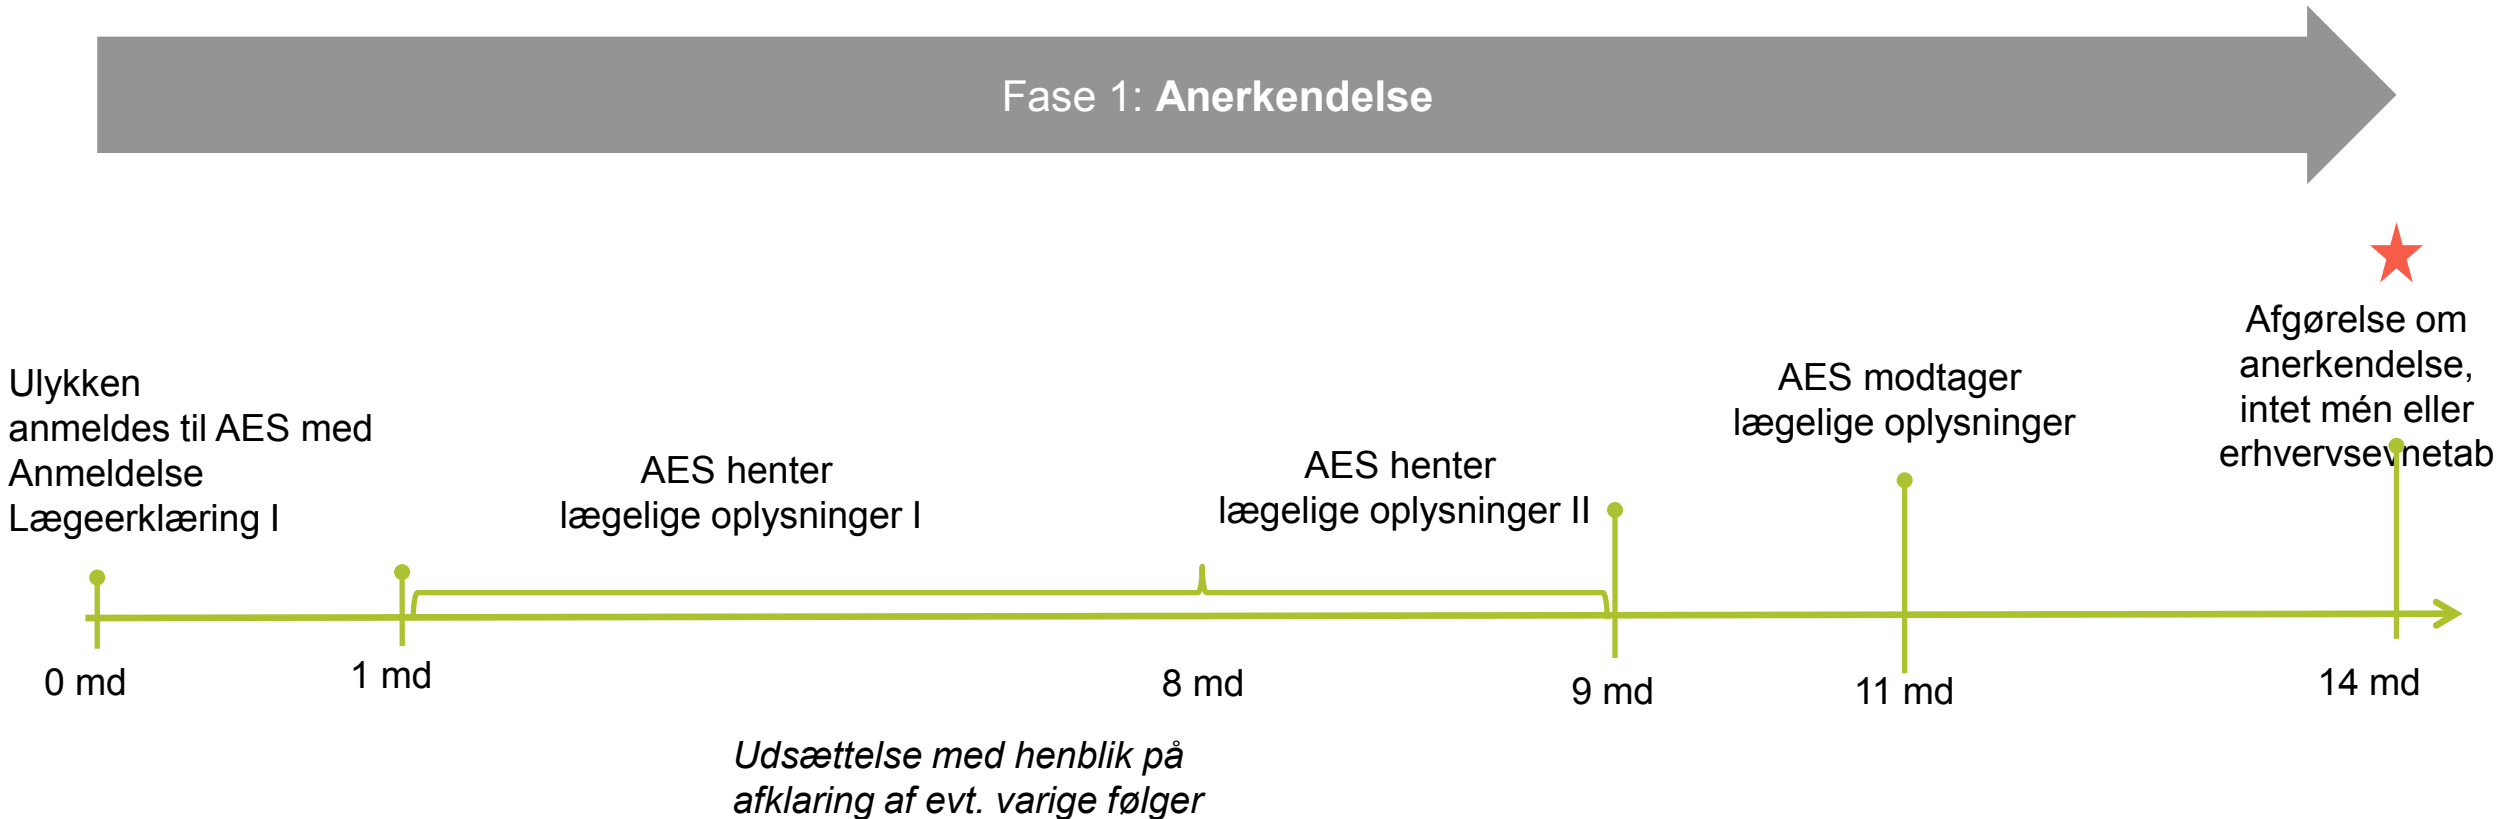 Fase 1: Anerkendelse
Ulykken
anmeldes til AES med
Anmeldelse
Lægeerklæring I
AES henter
lægelige oplysninger I
AES henter
lægelige oplysninger II
AES modtager
lægelige oplysninger
Afgørelse om
anerkendelse,
intet mén eller
erhvervsevnetab
0 md
1 md
8 md
9 md
11 md
14 md
Udsættelse med henblik på
afklaring af evt. varige følger